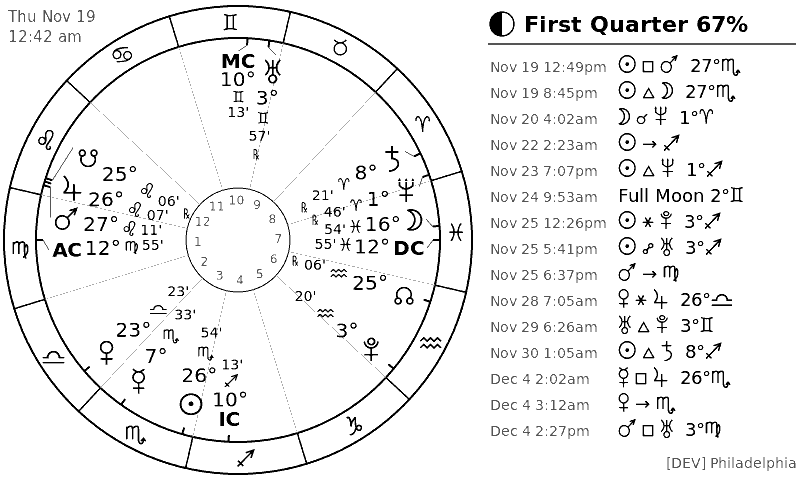 Thu Nov 19
12:42 am
First Quarter 67%
Nov 19 12:49pm ☉ □ ♂ 27°♏
Nov 19 8:45pm ☉ △ ☽ 27°♏
Nov 20 4:02am ☽ ☌ ♆ 1°♈
Nov 22 2:23am ☉ → ♐
Nov 23 7:07pm ☉ △ ♆ 1°♐
Nov 24 9:53am Full Moon 2°♊
Nov 25 12:26pm ☉ ⚹ ⯓ 3°♐
Nov 25 5:41pm ☉ ☍ ♅ 3°♐
Nov 25 6:37pm ♂ → ♍
Nov 28 7:05am ♀ ⚹ ♃ 26°♎
Nov 29 6:26am ♅ △ ⯓ 3°♊
Nov 30 1:05am ☉ △ ♄ 8°♐
Dec 4 2:02am ☿ □ ♃ 26°♏
Dec 4 3:12am ♀ → ♏
Dec 4 2:27pm ♂ □ ♅ 3°♍
[DEV] Philadelphia
♊
♉
♈
♓
♒
♑
♐
♏
♎
♍
♌
♋
MC 10° ♊ 13'
♅ 3° ♊ 57' ℞
♄ 8° ♈ 21' ℞
♆ 1° ♈ 46' ℞
☽ 16° ♓ 54'
DC 12° ♓ 55'
☊ 25° ♒ 06' ℞
⯓ 3° ♒ 20'
IC 10° ♐ 13'
☉ 26° ♏ 54'
☿ 7° ♏ 33'
♀ 23° ♎ 23'
AC 12° ♍ 55'
♂ 27° ♌ 11'
♃ 26° ♌ 07'
☋ 25° ♌ 06' ℞
1
2
3
4
5
6
7
8
9
10
11
12